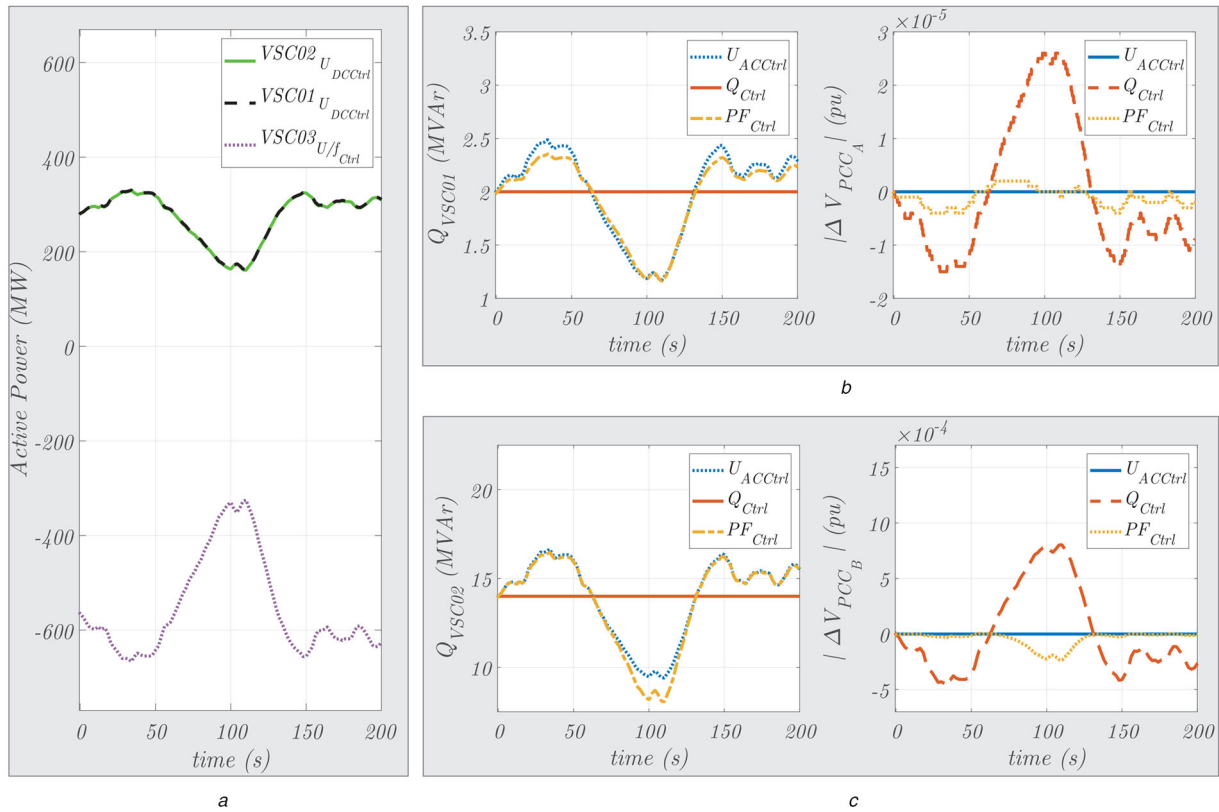 600
400
200
0
-200
-400
-600
0 50 100 150 200
time (s)
Active Power (MW)
VSC02 U_DCCtrl
VSC01 U_DCCtrl
VSC03 U/f_Ctrl
a
3.5
3
2.5
2
1.5
1
0 50 100 150 200
time (s)
Q_VSC01 (MVAr)
U_ACCtrl
Q_Ctrl
PF_Ctrl
×10^-5
3
2
1
0
-1
-2
0 50 100 150 200
time (s)
|Δ V_PCC_A| (pu)
U_ACCtrl
Q_Ctrl
PF_Ctrl
b
20
15
10
0 50 100 150 200
time (s)
Q_VSC02 (MVAr)
U_ACCtrl
Q_Ctrl
PF_Ctrl
×10^-4
15
10
5
0
-5
0 50 100 150 200
time (s)
| Δ V_PCC_B | (pu)
U_ACCtrl
Q_Ctrl
PF_Ctrl
c